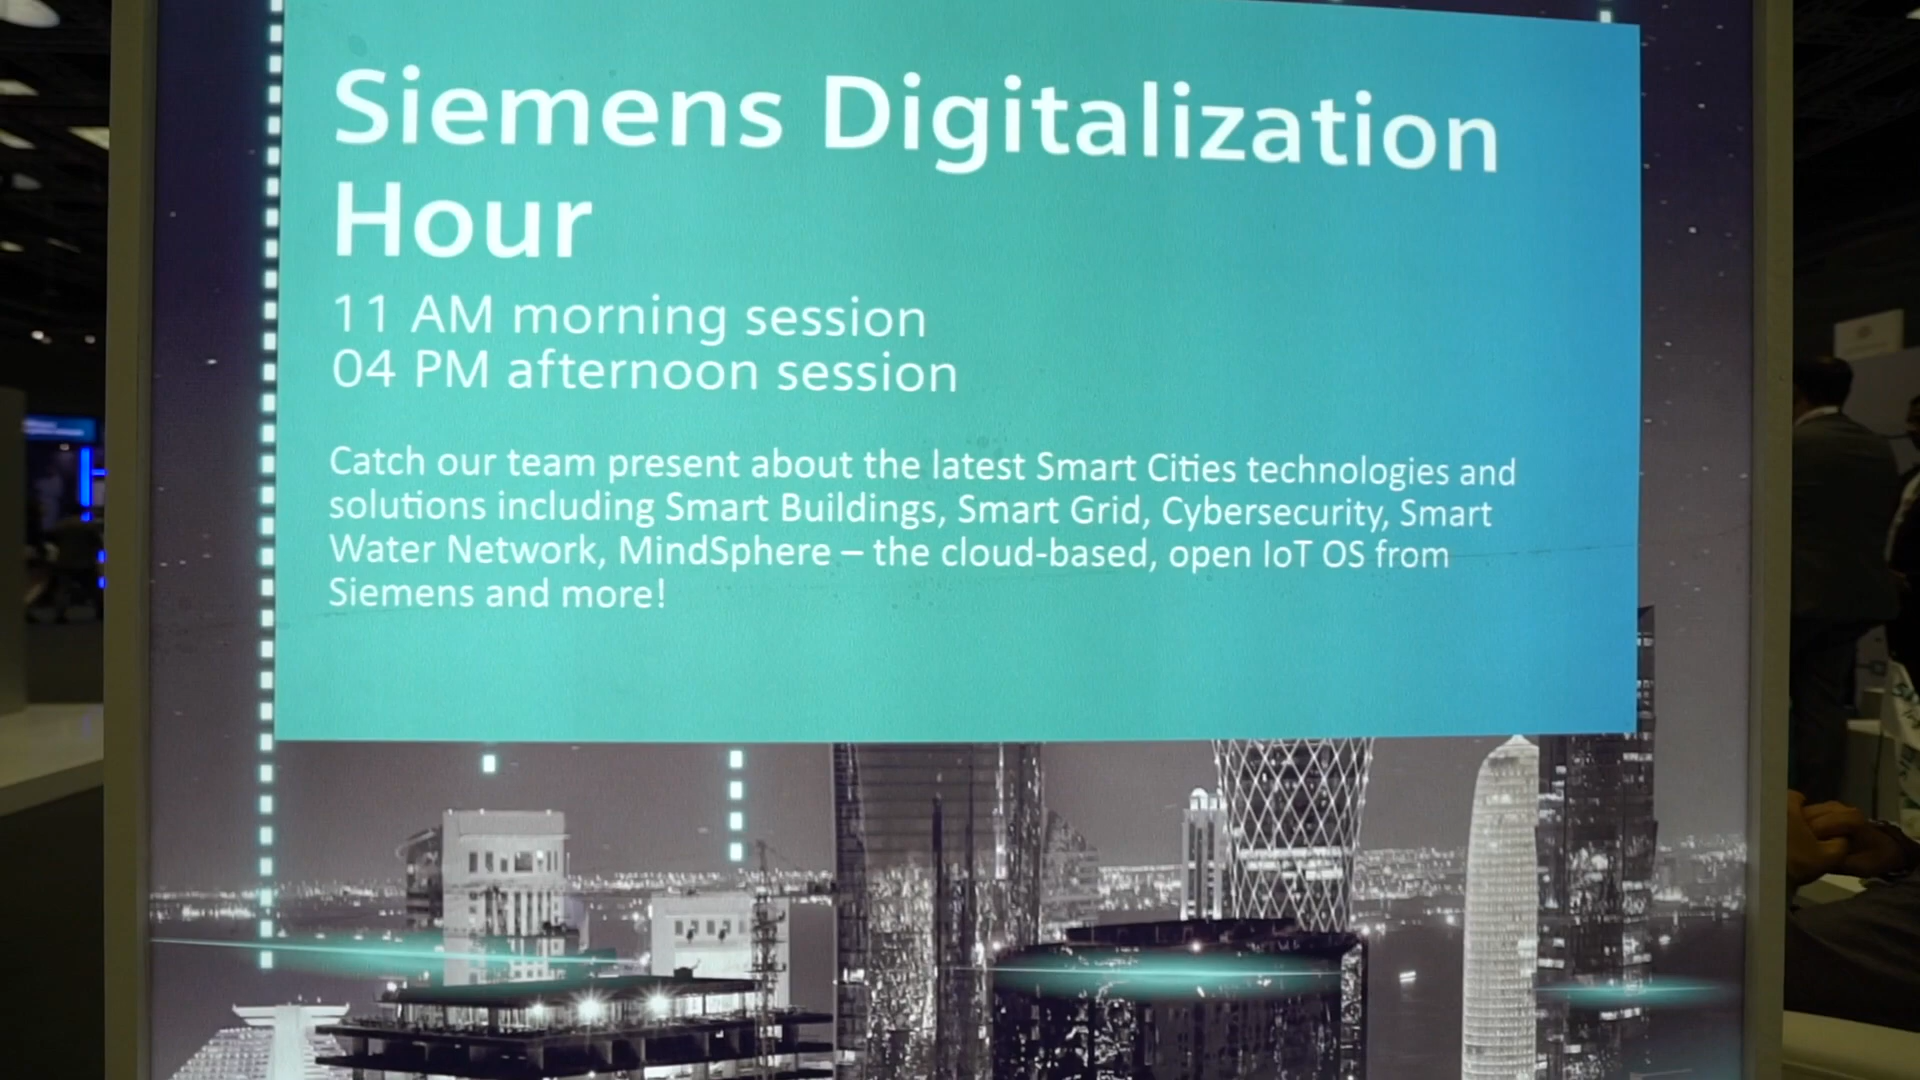 Siemens Digitalization
Hour
11 AM morning session
04 PM afternoon session
Catch our team present about the latest Smart Cities technologies and
solutions including Smart Buildings, Smart Grid, Cybersecurity, Smart
Water Network, MindSphere – the cloud-based, open IoT OS from
Siemens and more!